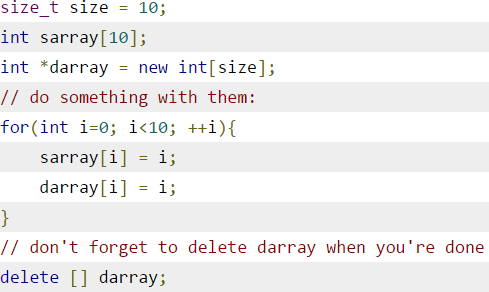 size_t size = 10;
int sarray[10];
int *darray = new int[size];
// do something with them:
for(int i=0; i<10; ++i){
    sarray[i] = i;
    darray[i] = i;
}
// don't forget to delete darray when you're done
delete [] darray;